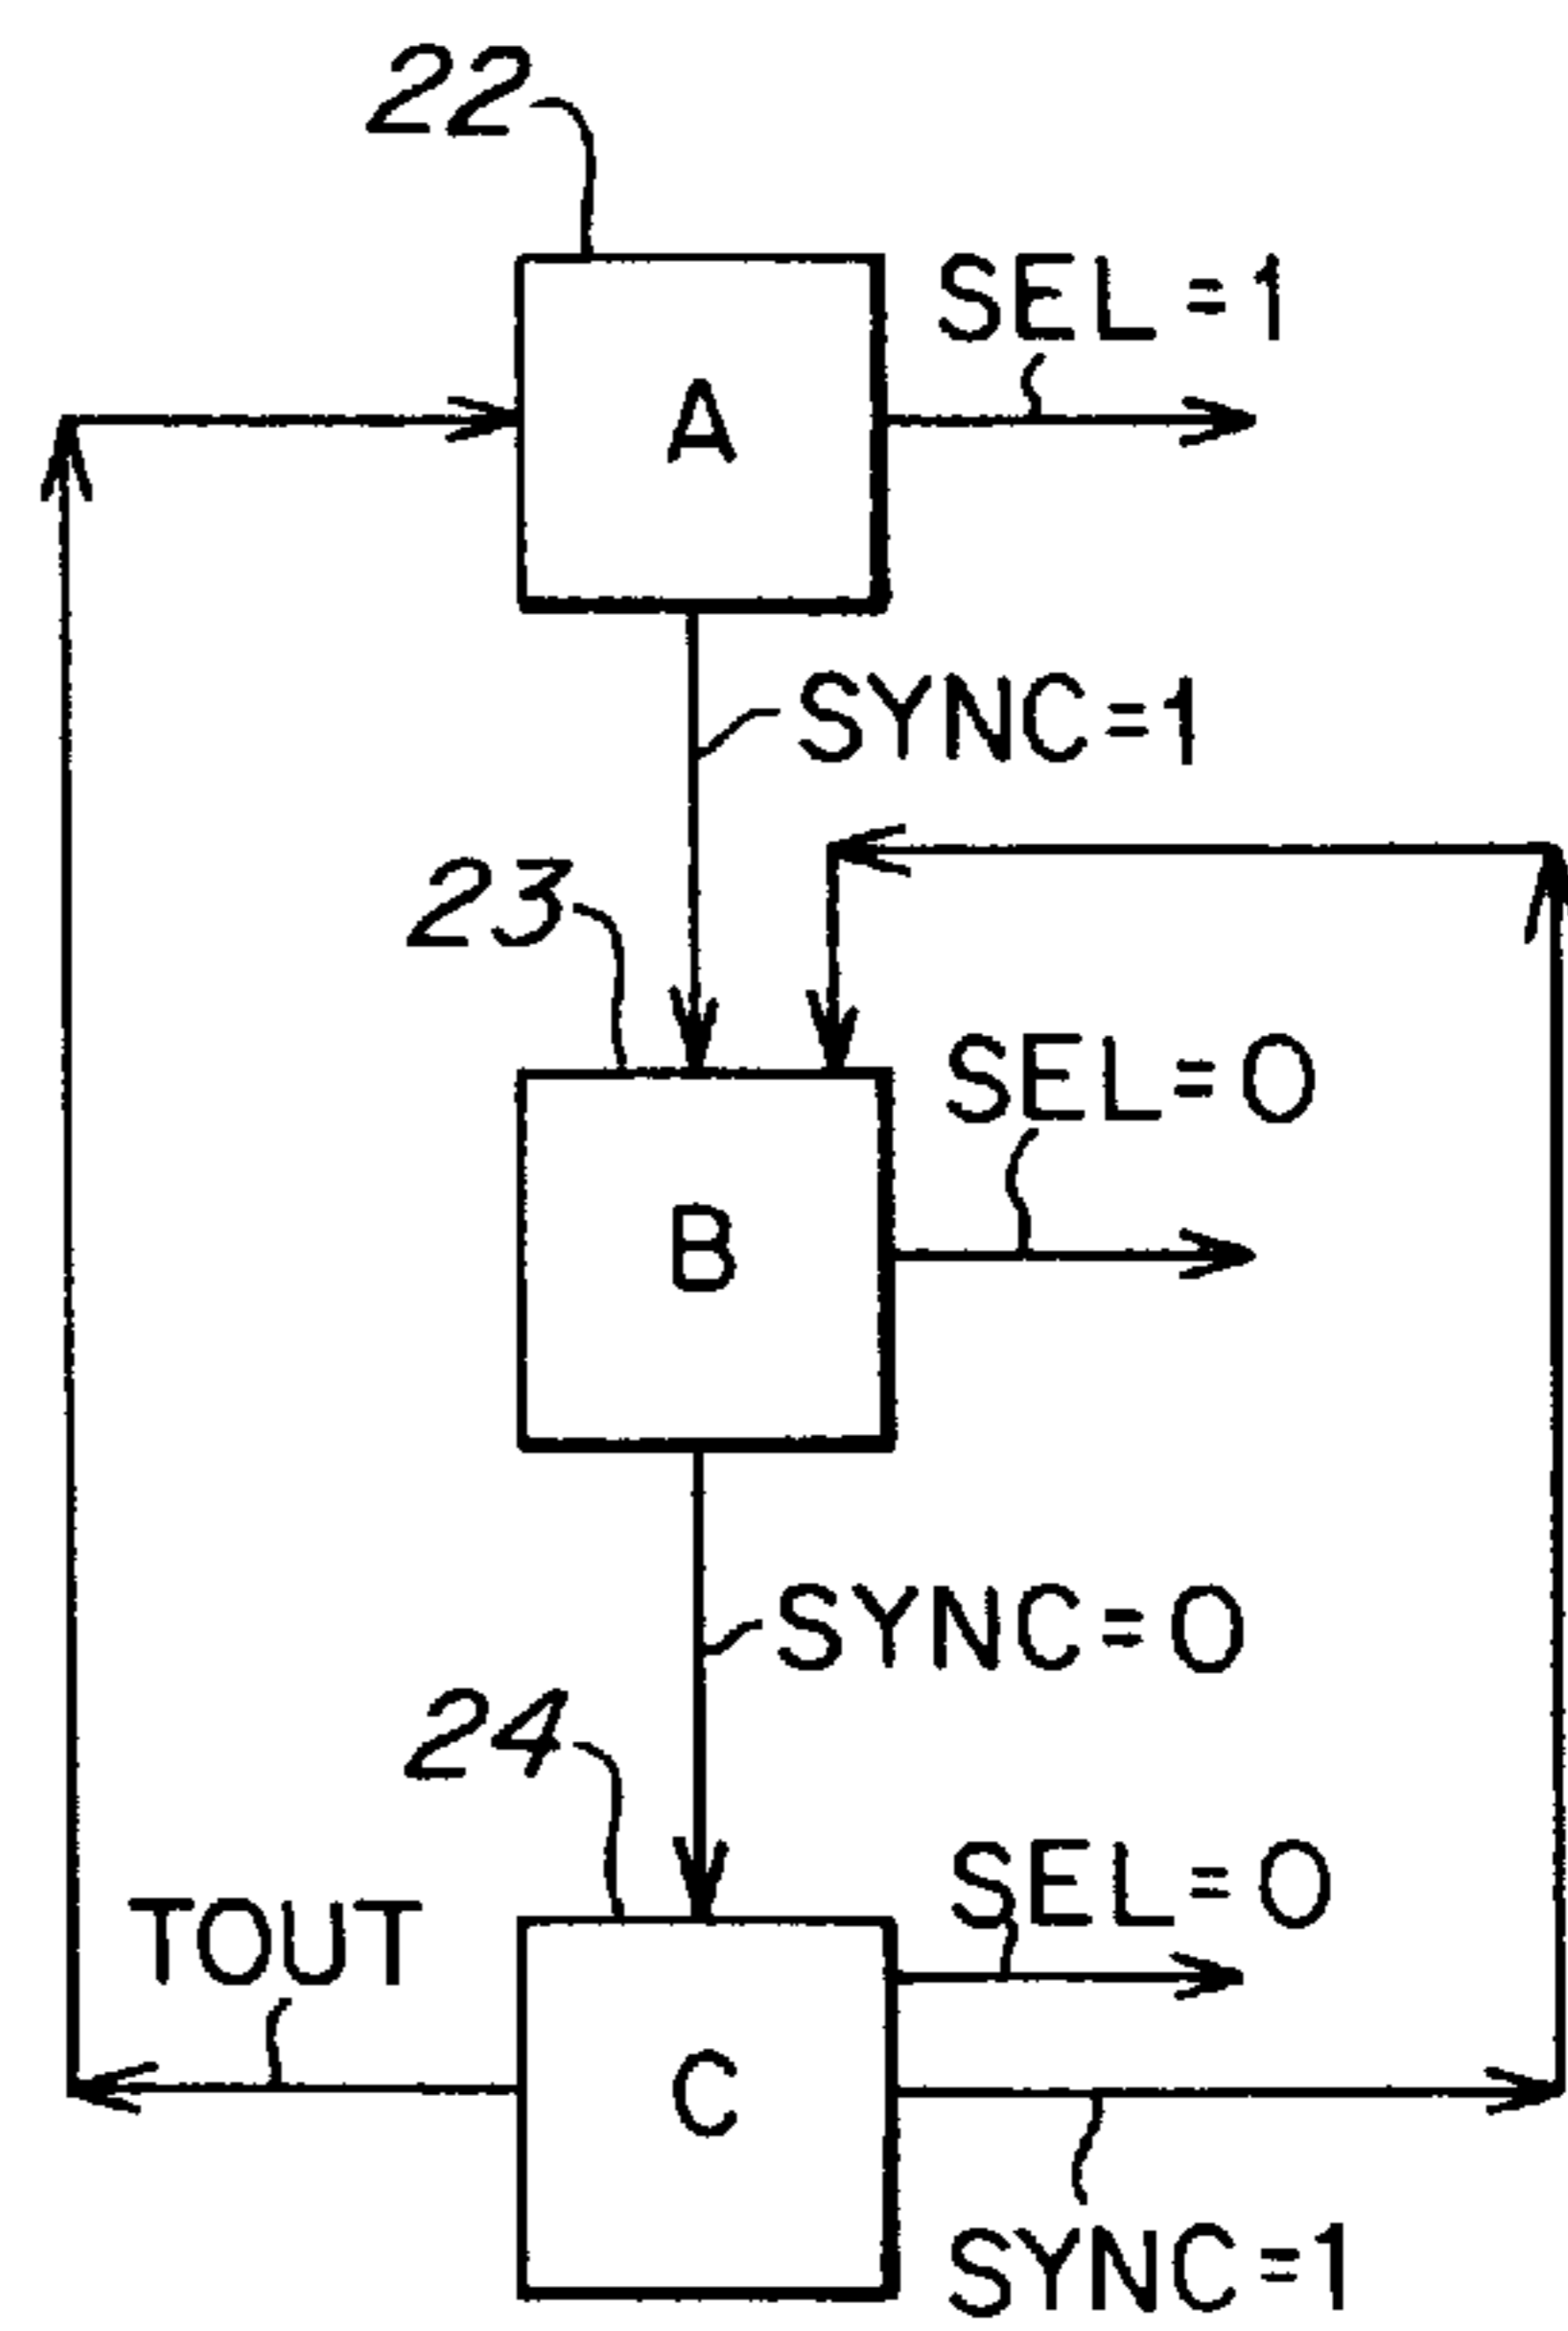 22
SEL=1
A
SYNC=1
23
SEL=0
B
SYNC=0
24
SEL=0
TOUT
C
SYNC=1